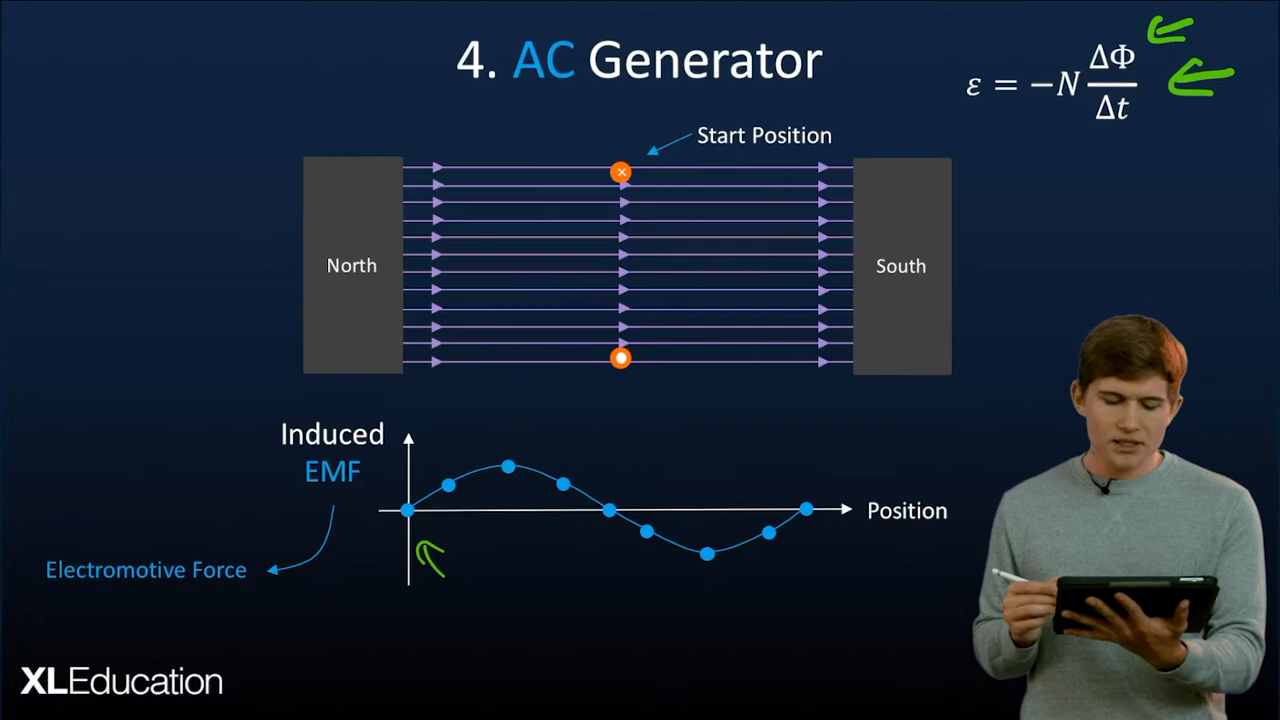 4. AC Generator
ε = −N ΔΦ/Δt
Start Position
North
South
Induced
EMF
Position
Electromotive Force
XLEducation